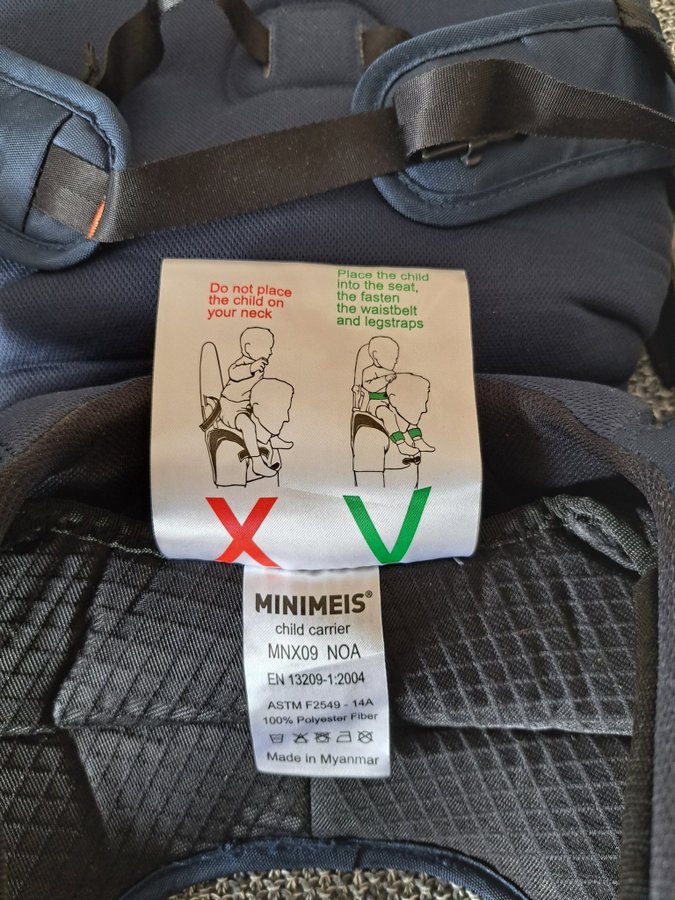 Do not place
the child on
your neck
Place the child
into the seat,
the fasten
the waistbelt
and legstraps
X
V
MINIMEIS®
child carrier
MNX09 NOA
EN 13209-1:2004
ASTM F2549 - 14A
100% Polyester Fiber
Made in Myanmar